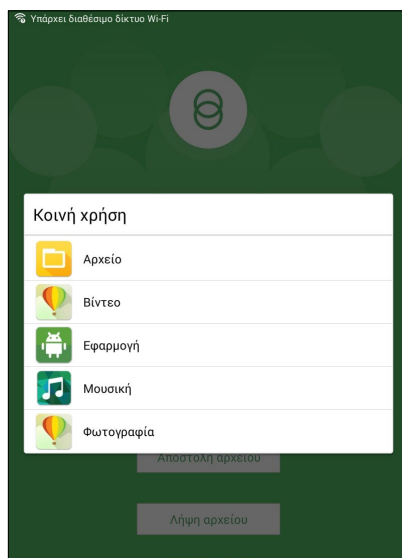 Υπάρχει διαθέσιμο δίκτυο Wi-Fi
Κοινή χρήση
Αρχείο
Βίντεο
Εφαρμογή
Μουσική
Φωτογραφία
Αποστολή αρχείου
Λήψη αρχείου